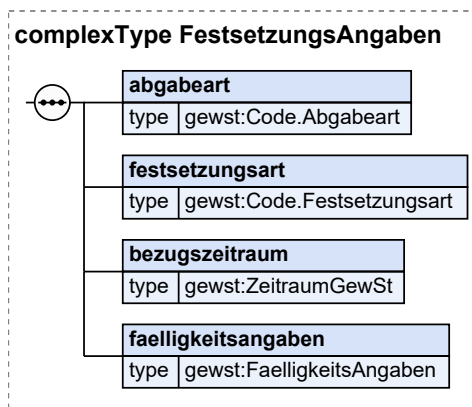 complexType FestsetzungsAngaben
abgabeart
type gewst:Code.Abgabeart
festsetzungsart
type gewst:Code.Festsetzungsart
bezugszeitraum
type gewst:ZeitraumGewSt
faelligkeitsangaben
type gewst:FaelligkeitsAngaben